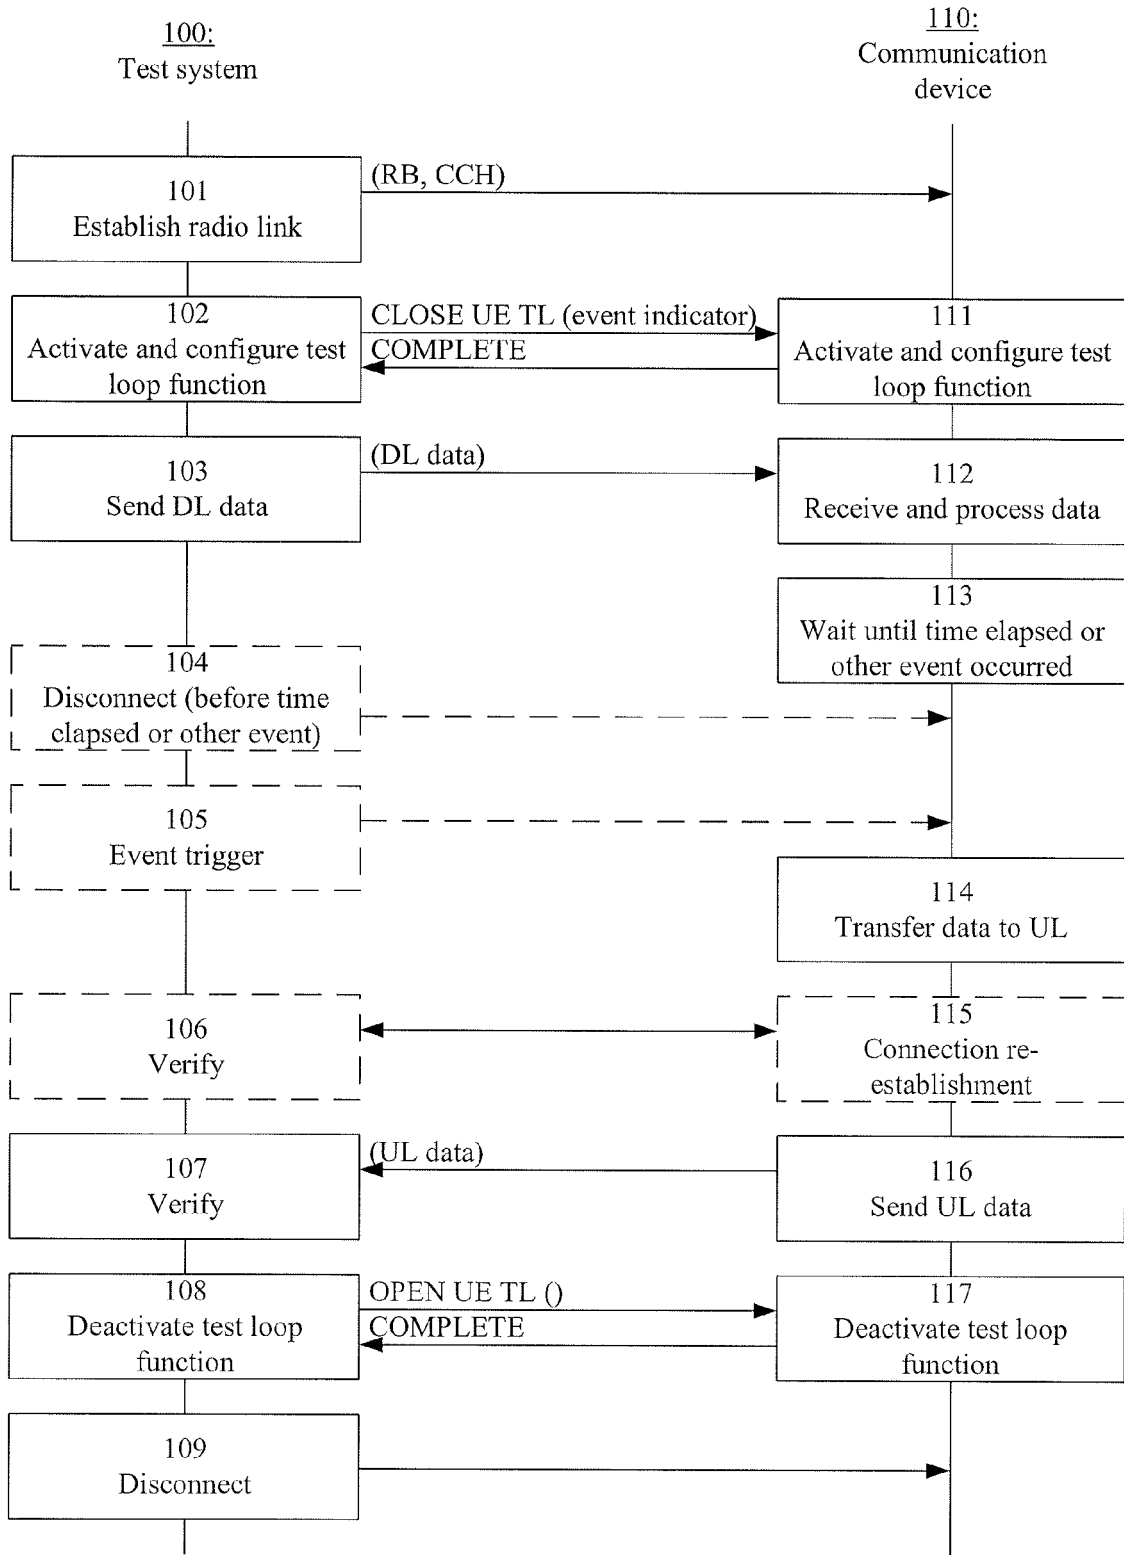 100:
Test system
110:
Communication
device
101
Establish radio link
(RB, CCH)
102
Activate and configure test
loop function
CLOSE UE TL (event indicator)
COMPLETE
111
Activate and configure test
loop function
103
Send DL data
(DL data)
112
Receive and process data
113
Wait until time elapsed or
other event occurred
104
Disconnect (before time
elapsed or other event)
105
Event trigger
114
Transfer data to UL
106
Verify
115
Connection re-
establishment
107
Verify
(UL data)
116
Send UL data
108
Deactivate test loop
function
OPEN UE TL ()
COMPLETE
117
Deactivate test loop
function
109
Disconnect